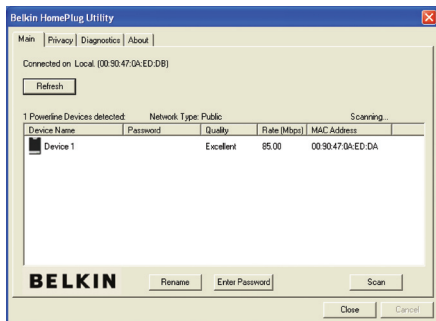 Belkin HomePlug Utility
Main Privacy Diagnostics About
Connected on Local. (00:90:47:0A:ED:DB)
Refresh
1 Powerline Devices detected: Network Type: Public Scanning...
Device Name Password Quality Rate (Mbps) MAC Address
Device 1 Excellent 85.00 00:90:47:0A:ED:DA
BELKIN Rename Enter Password Scan
Close Cancel